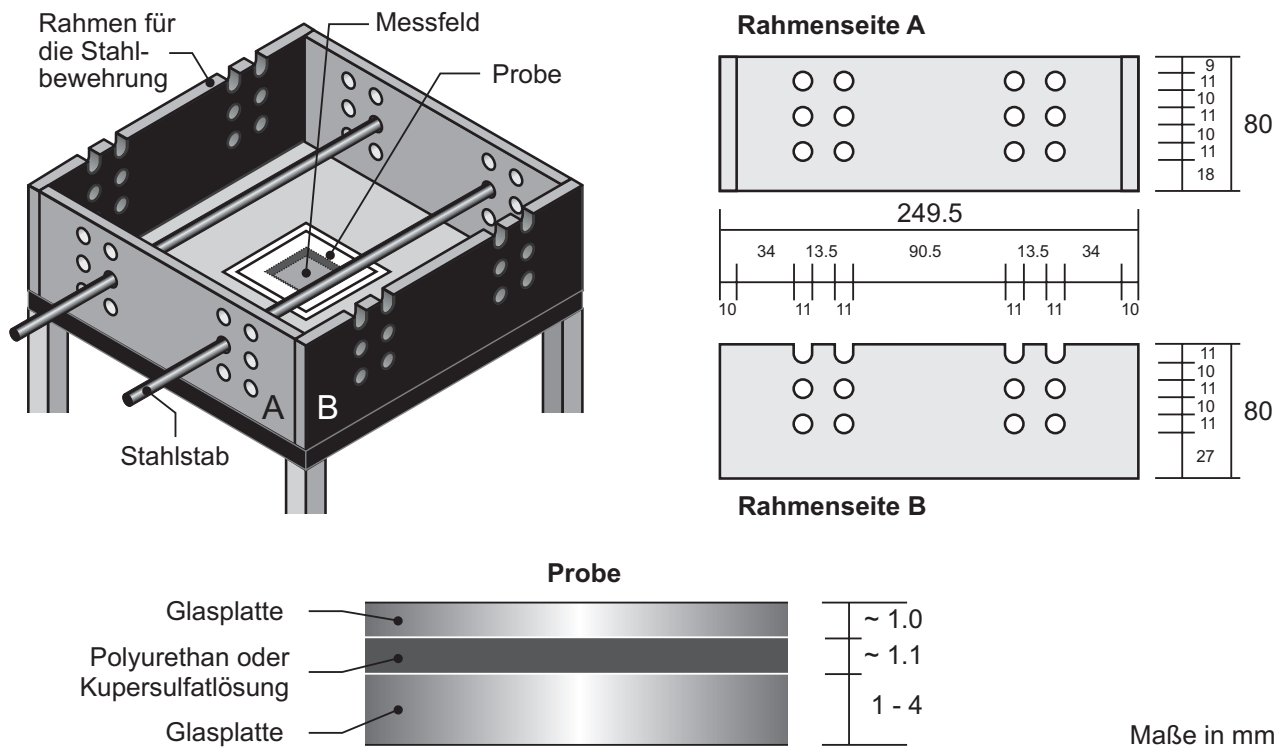 Rahmen für
die Stahl-
bewehrung
Messfeld
Probe
A
B
Stahlstab
Rahmenseite A
9
11
10
11
10
11
18
80
249.5
34 13.5 90.5 13.5 34
10 11 11 11 11 10
11
10
11
10
11
27
80
Rahmenseite B
Probe
Glasplatte
Polyurethan oder
Kupersulfatlösung
Glasplatte
~ 1.0
~ 1.1
1 - 4
Maße in mm